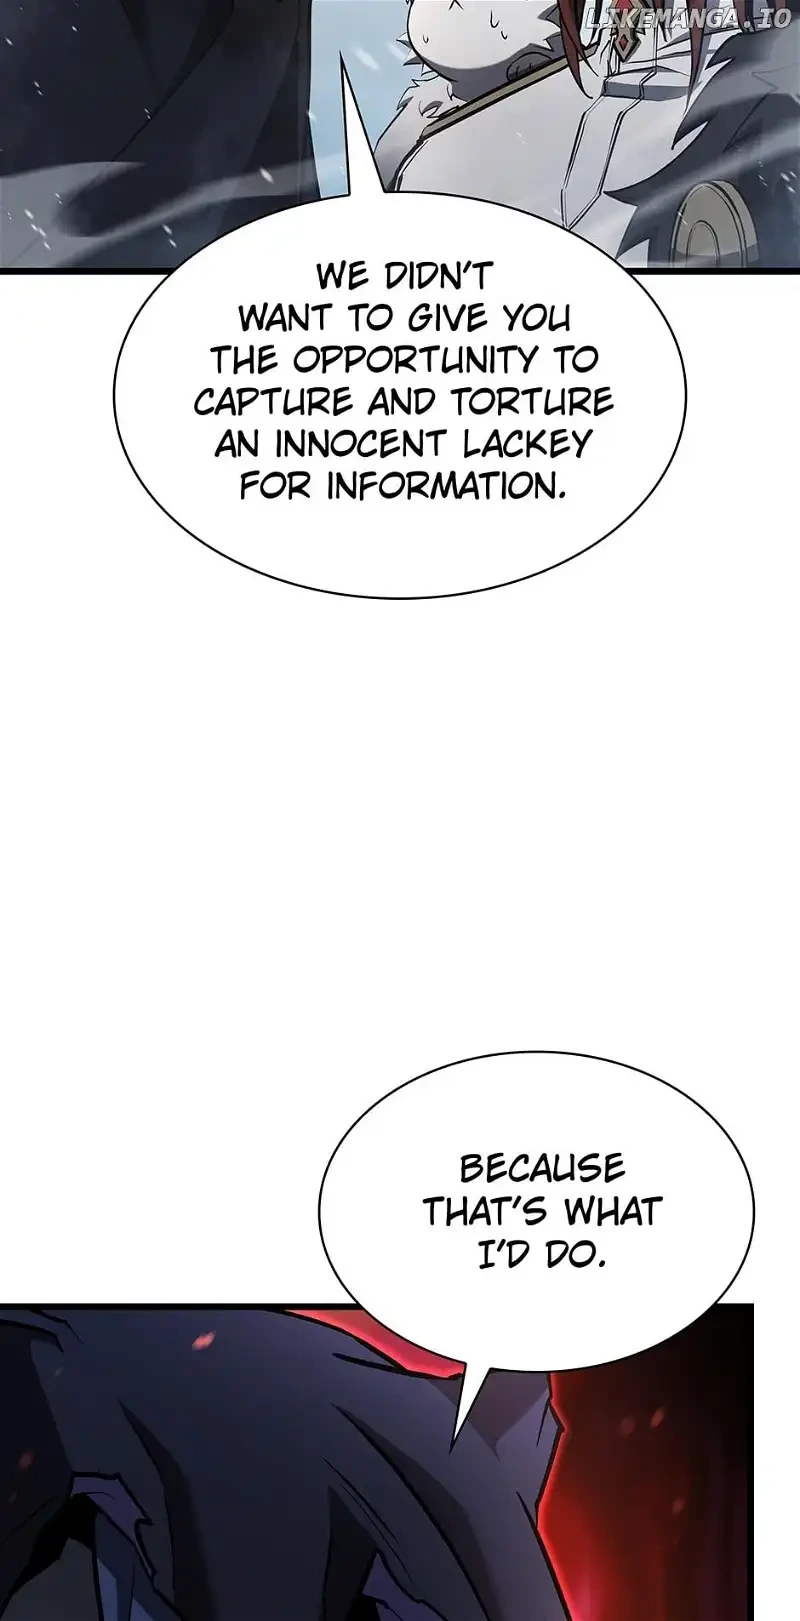 LIKEMANGA.IO
WE DIDN'T
WANT TO GIVE YOU
THE OPPORTUNITY TO
CAPTURE AND TORTURE
AN INNOCENT LACKEY
FOR INFORMATION.
BECAUSE
THAT'S WHAT
I'D DO.